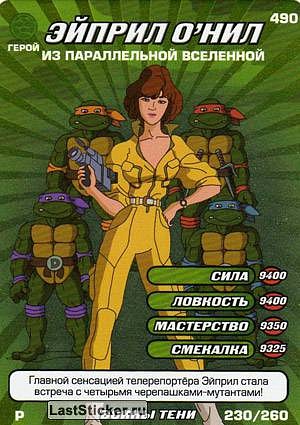 ЭЙПРИЛ О'НИЛ
490
ГЕРОЙ
ИЗ ПАРАЛЛЕЛЬНОЙ ВСЕЛЕННОЙ
D
СИЛА 9400
ЛОВКОСТЬ 9400
МАСТЕРСТВО 9350
СМЕКАЛКА 9325
Главной сенсацией телерепортёра Эйприл стала
встреча с четырьмя черепашками-мутантами!
Р
ТЕНИ
230/260
LastSticker.ru